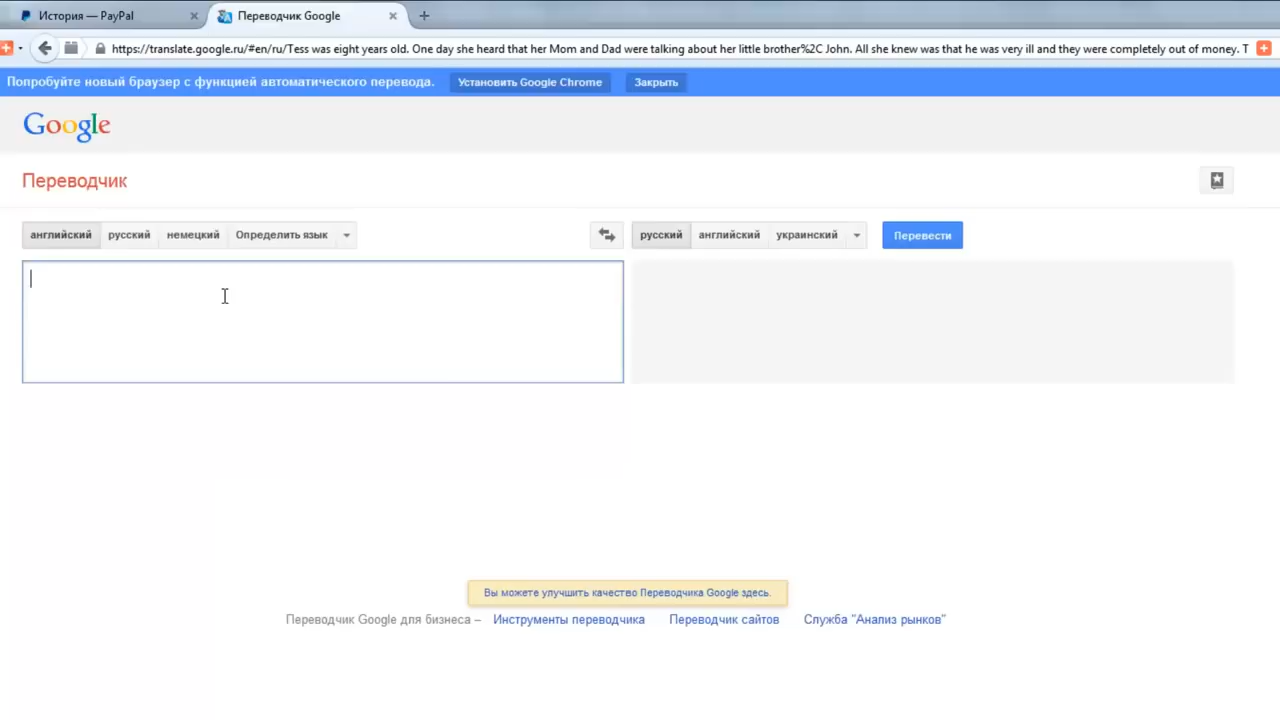 История — PayPal
Переводчик Google
https://translate.google.ru/#en/ru/Tess was eight years old. One day she heard that her Mom and Dad were talking about her little brother%2C John. All she knew was that he was very ill and they were completely out of money. T
Попробуйте новый браузер с функцией автоматического перевода. Установить Google Chrome Закрыть
Google
Переводчик
английский русский немецкий Определить язык русский английский украинский Перевести
Вы можете улучшить качество Переводчика Google здесь.
Переводчик Google для бизнеса – Инструменты переводчика Переводчик сайтов Служба "Анализ рынков"